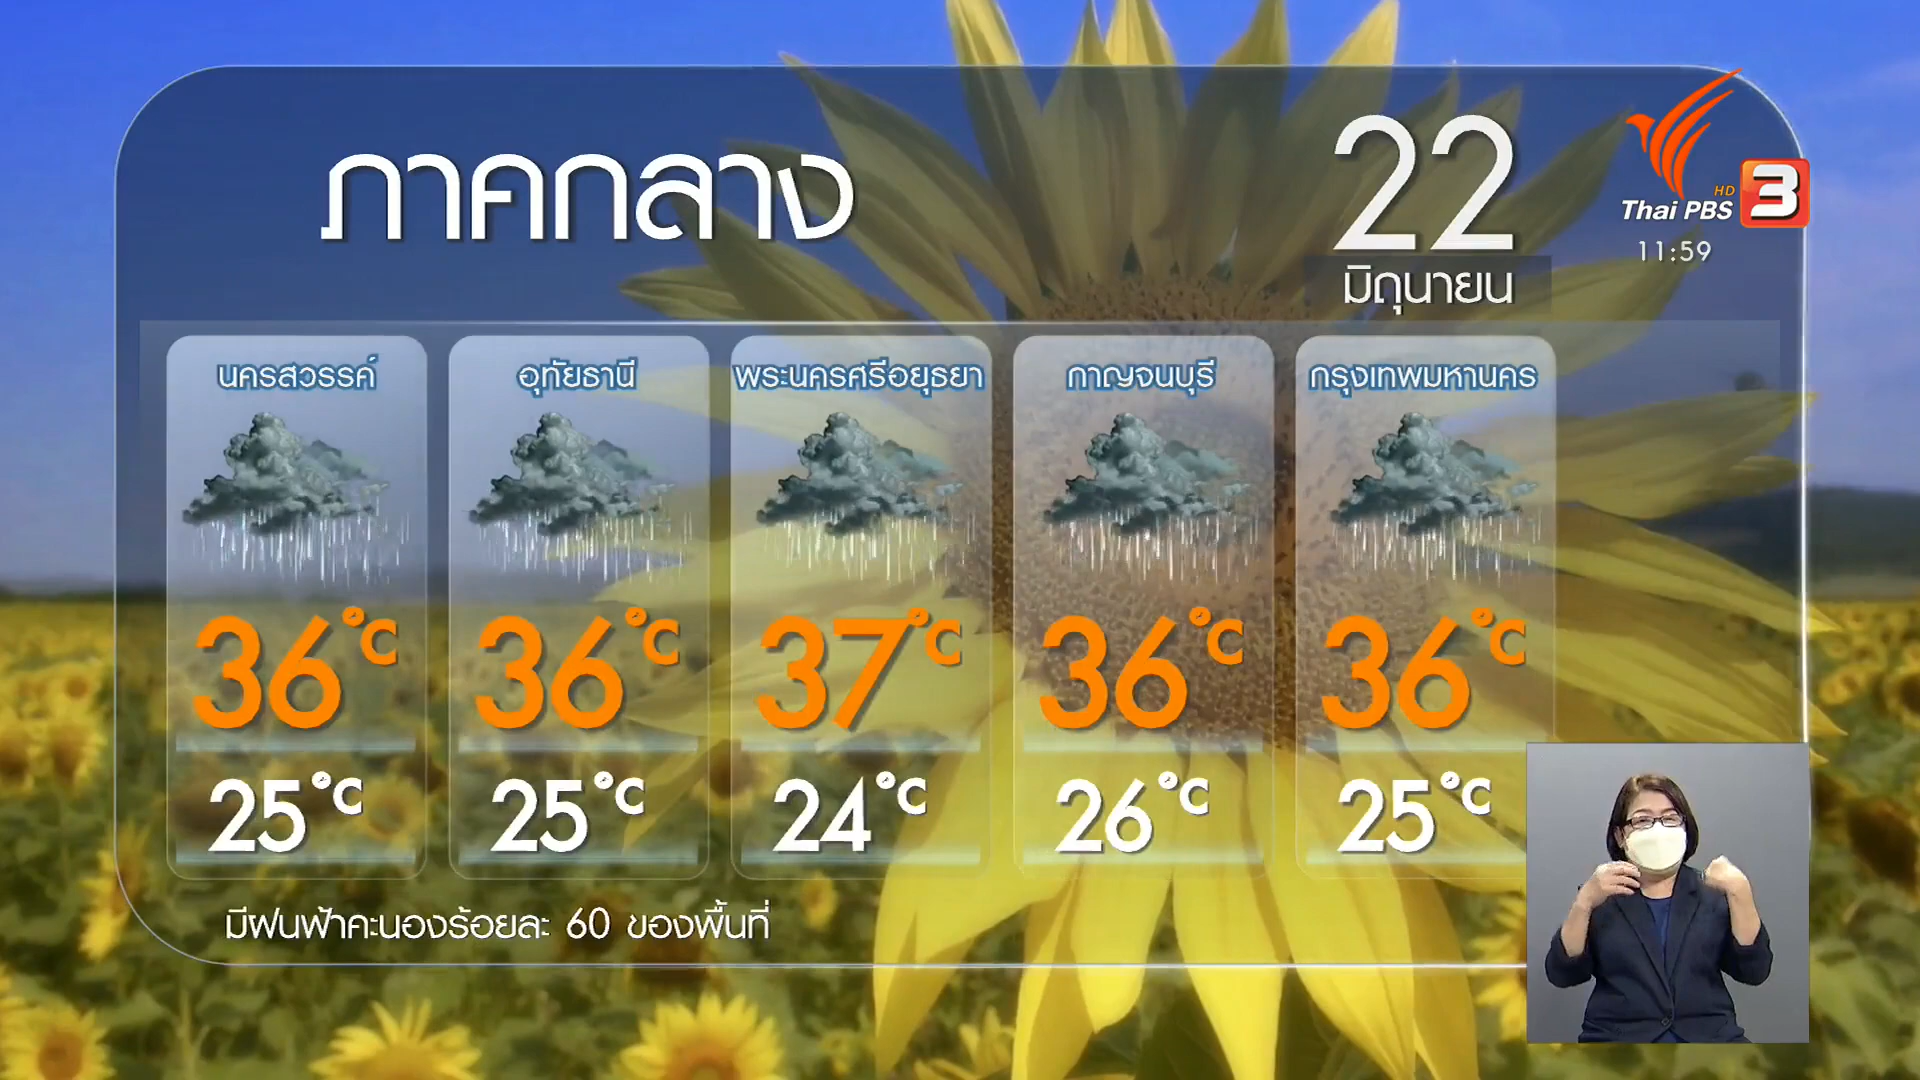 ภาคกลาง
22
มิถุนายน
HD
Thai PBS 3
11:59
นครสวรรค์ อุทัยธานี พระนครศรีอยุธยา กาญจนบุรี กรุงเทพมหานคร
36°C 36°C 37°C 36°C 36°C
25°C 25°C 24°C 26°C 25°C
มีฝนฟ้าคะนองร้อยละ 60 ของพื้นที่